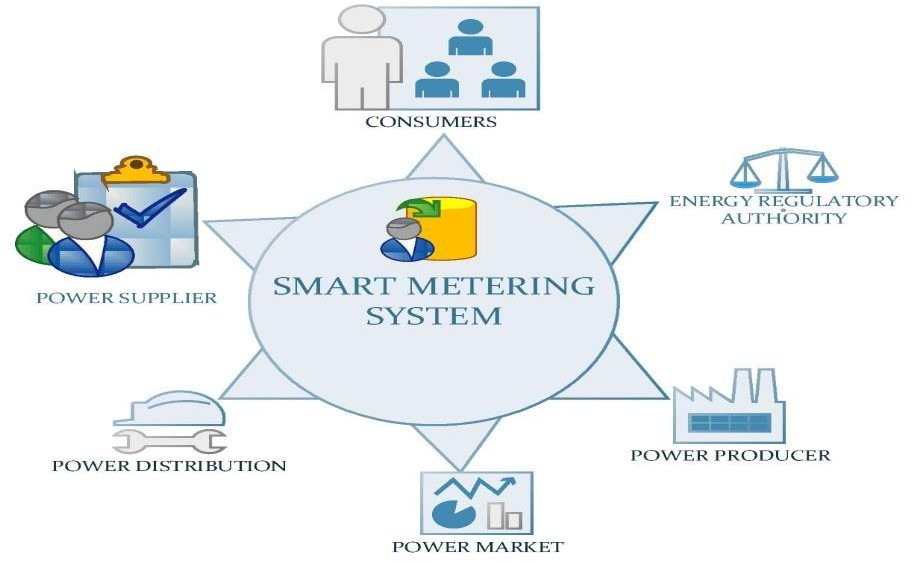 CONSUMERS
ENERGY REGULATORY
AUTHORITY
POWER SUPPLIER
SMART METERING
SYSTEM
POWER DISTRIBUTION
POWER PRODUCER
POWER MARKET